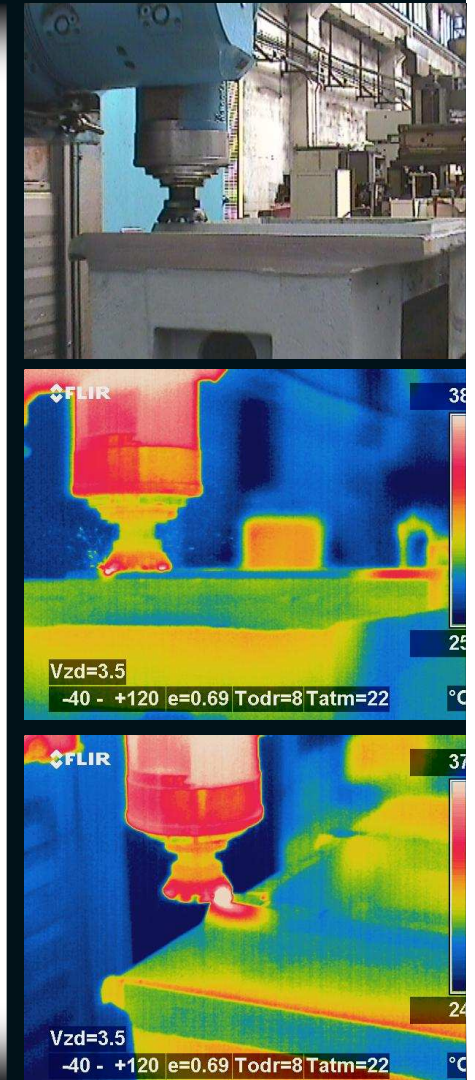 FLIR
38
25
Vzd=3.5
-40 - +120 e=0.69 Todr=8 Tatm=22 °C
FLIR
37
24
Vzd=3.5
-40 - +120 e=0.69 Todr=8 Tatm=22 °C